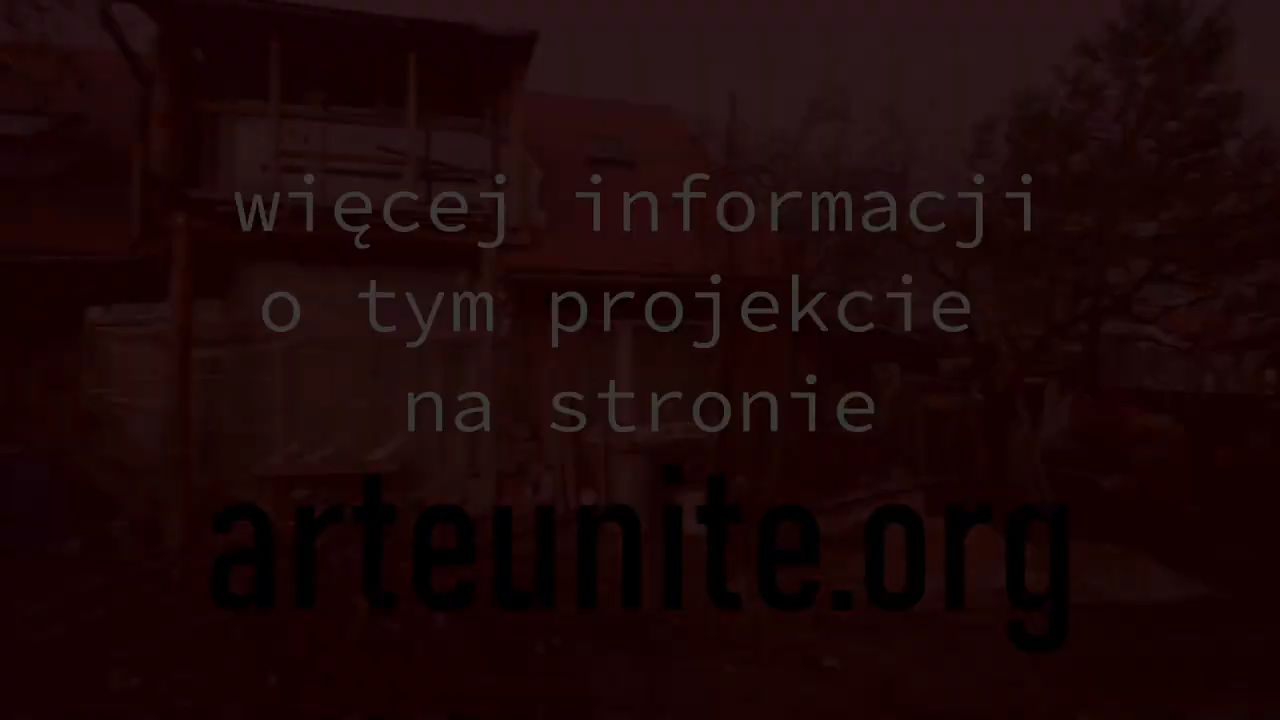 więcej informacji
o tym projekcie
na stronie
arteunite.org